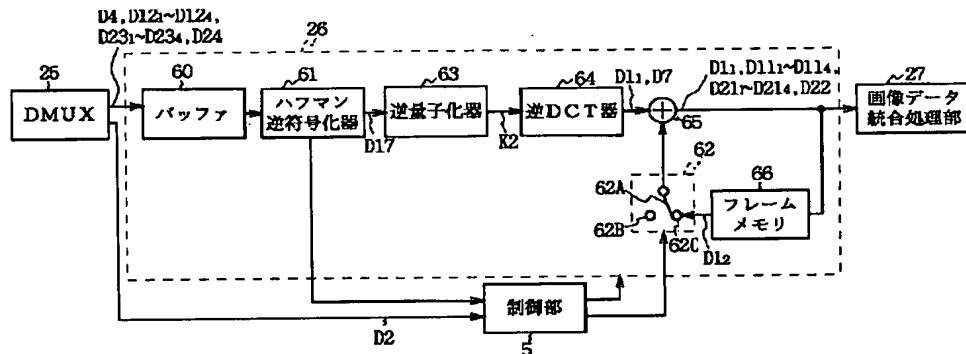 D4, D12₁~D12₄,
D23₁~D23₄, D24
26
25
DMUX
60
バッファ
61
ハフマン
逆符号化器
D17
63
逆量子化器
K2
64
逆DCT器
D1₁, D7
65
D1₁, D11₁~D11₄,
D21₁~D21₄, D22
27
画像データ
統合処理部
62
62A
62B
62C
D1₂
66
フレーム
メモリ
制御部
5
D2